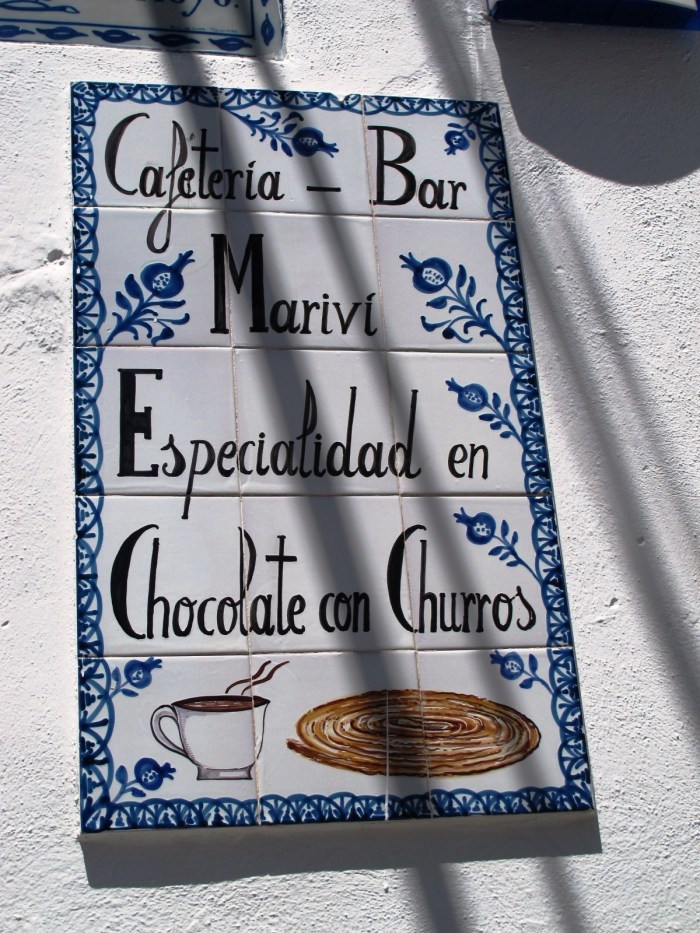 Cafetería – Bar
Mariví
Especialidad en
Chocolate con Churros